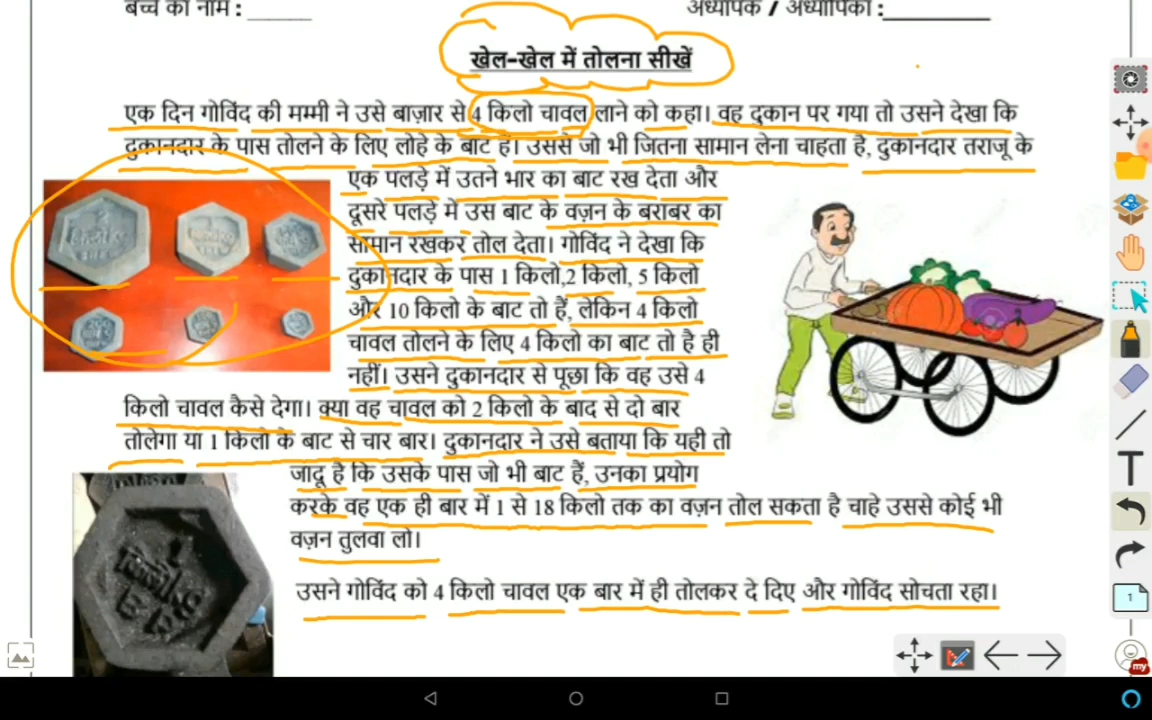 बच्चे का नाम : ______ अध्यापक / अध्यापिका :__________
खेल-खेल में तोलना सीखें
एक दिन गोविंद की मम्मी ने उसे बाज़ार से 4 किलो चावल लाने को कहा। वह दुकान पर गया तो उसने देखा कि
दुकानदार के पास तोलने के लिए लोहे के बाट हैं। उससे जो भी जितना सामान लेना चाहता है, दुकानदार तराजू के
एक पलड़े में उतने भार का बाट रख देता और
दूसरे पलड़े में उस बाट के वज़न के बराबर का
सामान रखकर तोल देता। गोविंद ने देखा कि
दुकानदार के पास 1 किलो,2 किलो, 5 किलो
और 10 किलो के बाट तो हैं, लेकिन 4 किलो
चावल तोलने के लिए 4 किलो का बाट तो है ही
नहीं। उसने दुकानदार से पूछा कि वह उसे 4
किलो चावल कैसे देगा। क्या वह चावल को 2 किलो के बाद से दो बार
तोलेगा या 1 किलो के बाट से चार बार। दुकानदार ने उसे बताया कि यही तो
जादू है कि उसके पास जो भी बाट हैं, उनका प्रयोग
करके वह एक ही बार में 1 से 18 किलो तक का वज़न तोल सकता है चाहे उससे कोई भी
वज़न तुलवा लो।
उसने गोविंद को 4 किलो चावल एक बार में ही तोलकर दे दिए और गोविंद सोचता रहा।
T
1
my